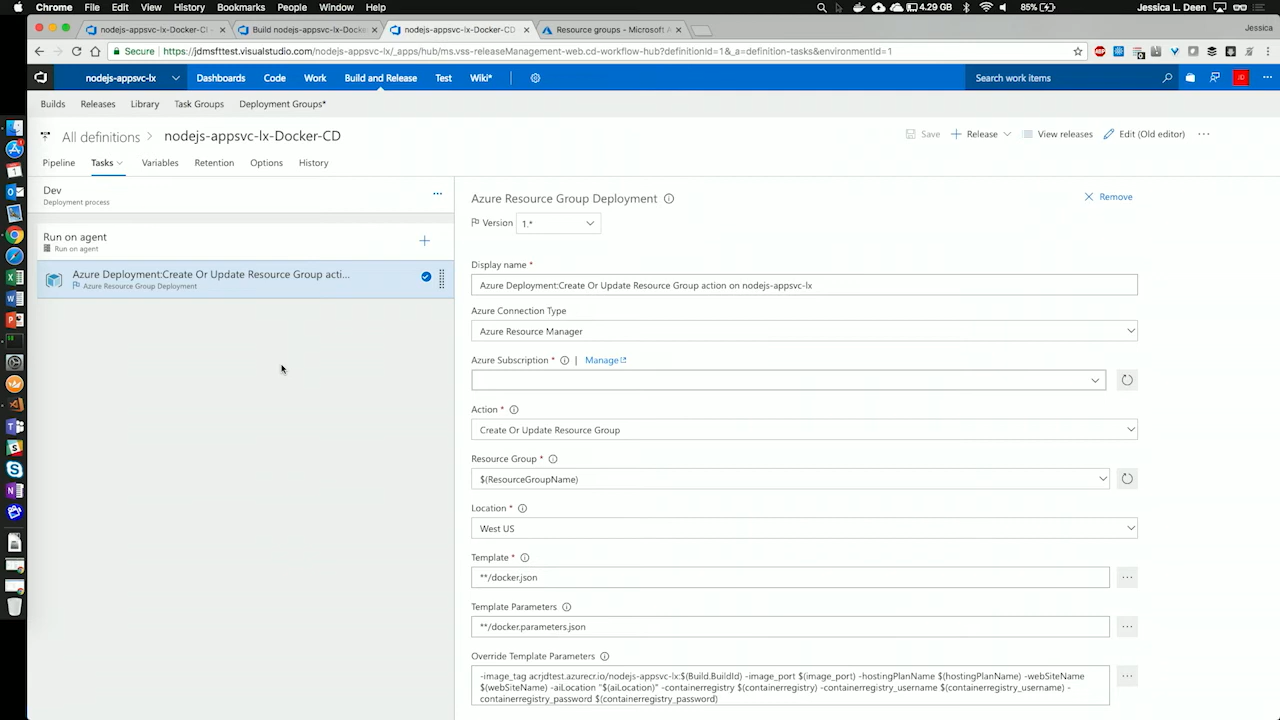 Chrome File Edit View History Bookmarks People Window Help 4.29 GB 86% Jessica L Deen
nodejs-appsvc-lx-Docker-CD - Build nodejs-appsvc-lx-Docke nodejs-appsvc-lx-Docker-CD - Resource groups - Microsoft A Jessica
Secure https://jdmsfttest.visualstudio.com/nodejs-appsvc-lx/_apps/hub/ms.vss-releaseManagement-web.cd-workflow-hub?definitionId=1&_a=definition-tasks&environmentId=1
nodejs-appsvc-lx Dashboards Code Work Build and Release Test Wiki* Search work items
Builds Releases Library Task Groups Deployment Groups*
All definitions > nodejs-appsvc-lx-Docker-CD Save + Release View releases Edit (Old editor) ...
Pipeline Tasks Variables Retention Options History
Dev
Deployment process
Run on agent
Run on agent
Azure Deployment:Create Or Update Resource Group acti...
Azure Resource Group Deployment
Azure Resource Group Deployment Remove
Version 1.*
Display name *
Azure Deployment:Create Or Update Resource Group action on nodejs-appsvc-lx
Azure Connection Type
Azure Resource Manager
Azure Subscription * | Manage
Action *
Create Or Update Resource Group
Resource Group *
$(ResourceGroupName)
Location *
West US
Template *
**/docker.json
Template Parameters
**/docker.parameters.json
Override Template Parameters
-image_tag acrjdtest.azurecr.io/nodejs-appsvc-lx:$(Build.BuildId) -image_port $(image_port) -hostingPlanName $(hostingPlanName) -webSiteName
$(webSiteName) -aiLocation "$(aiLocation)" -containerregistry $(containerregistry) -containerregistry_username $(containerregistry_username) -
containerregistry_password $(containerregistry_password)